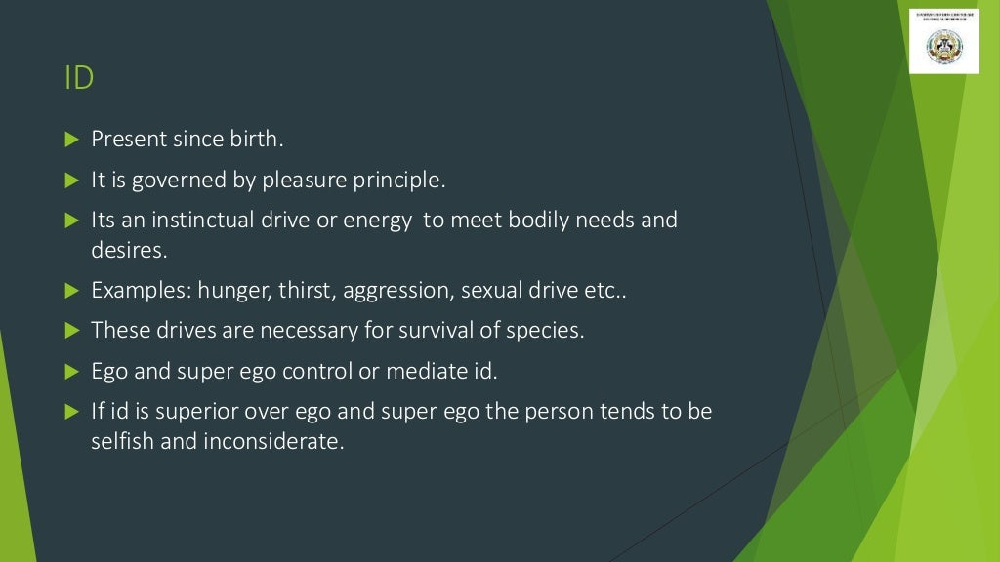 ID
Present since birth.
It is governed by pleasure principle.
Its an instinctual drive or energy  to meet bodily needs and
desires.
Examples: hunger, thirst, aggression, sexual drive etc..
These drives are necessary for survival of species.
Ego and super ego control or mediate id.
If id is superior over ego and super ego the person tends to be
selfish and inconsiderate.